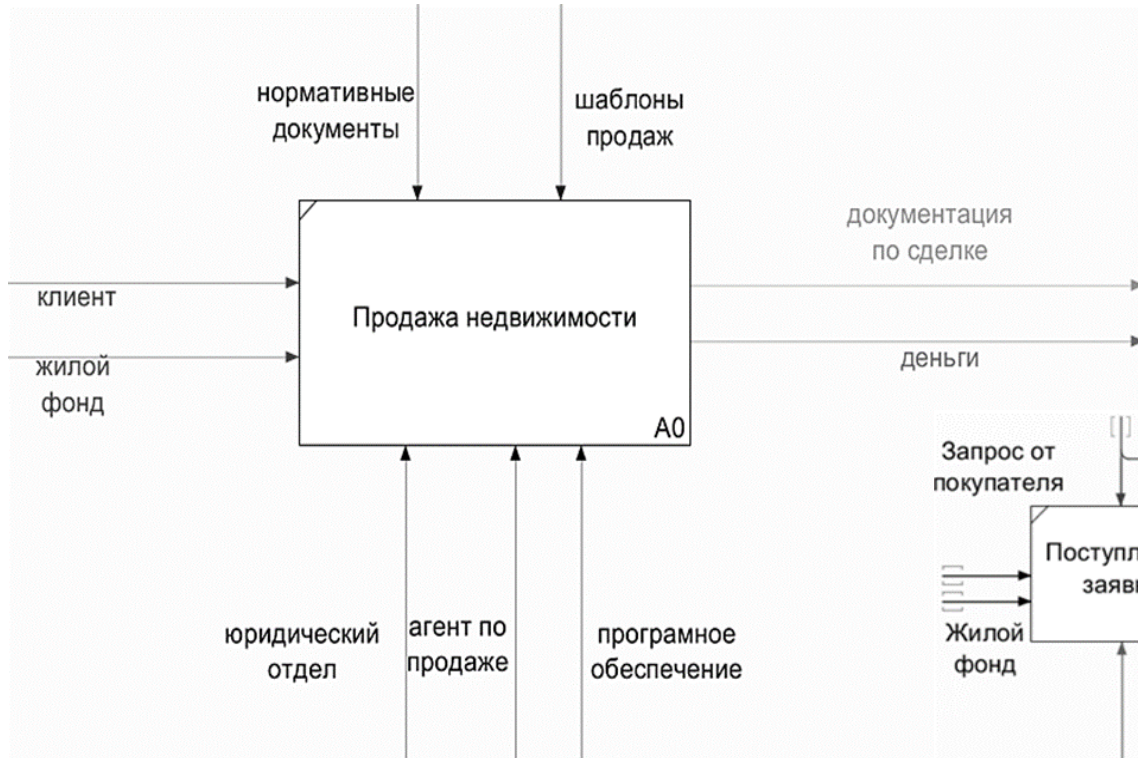 нормативные
документы
шаблоны
продаж
документация
по сделке
клиент
Продажа недвижимости
жилой
фонд
деньги
A0
Запрос от
покупателя
Жилой
фонд
юридический
отдел
агент по
продаже
програмное
обеспечение